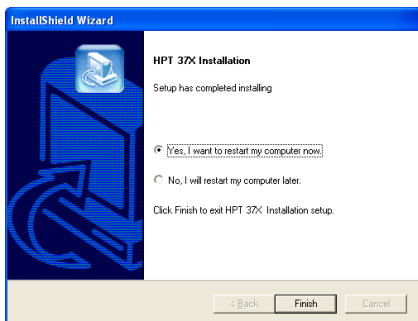 InstallShield Wizard
HPT 37X Installation
Setup has completed installing
Yes, I want to restart my computer now.
No, I will restart my computer later.
Click Finish to exit HPT 37X Installation setup.
< Back Finish Cancel